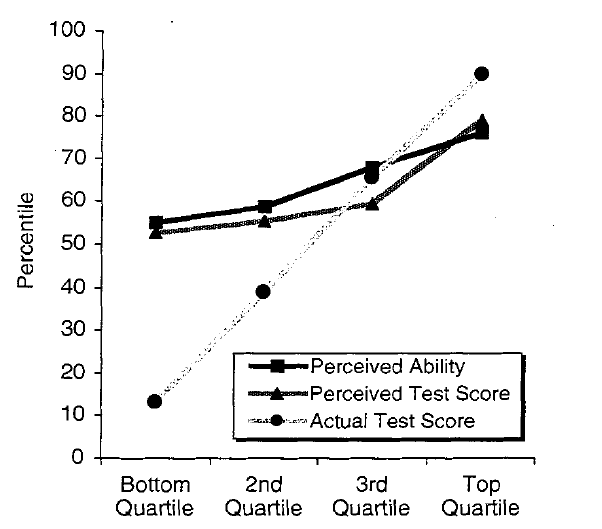 100
90
80
70
60
50
40
30
20
10
0
Percentile
Perceived Ability
Perceived Test Score
Actual Test Score
Bottom Quartile
2nd Quartile
3rd Quartile
Top Quartile